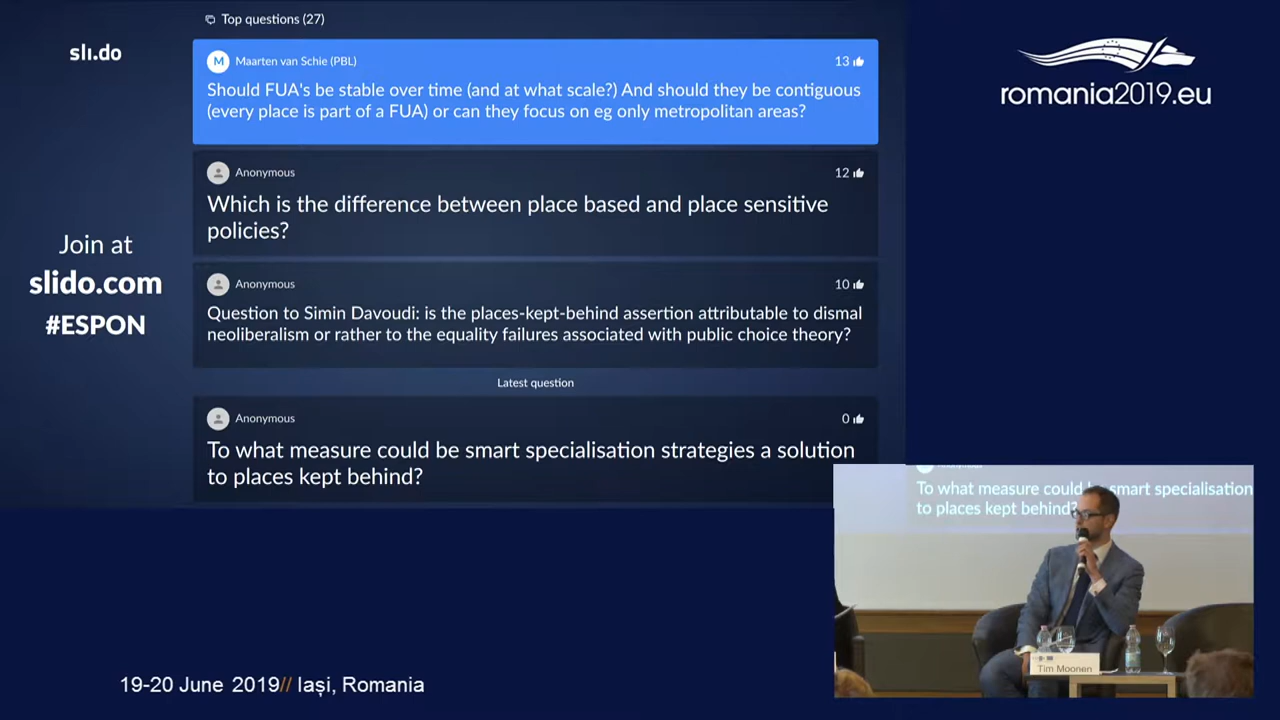 Top questions (27)
sli.do
M
Maarten van Schie (PBL)
13
Should FUA's be stable over time (and at what scale?) And should they be contiguous
(every place is part of a FUA) or can they focus on eg only metropolitan areas?
Anonymous
12
Which is the difference between place based and place sensitive
policies?
Join at
slido.com
#ESPON
Anonymous
10
Question to Simin Davoudi: is the places-kept-behind assertion attributable to dismal
neoliberalism or rather to the equality failures associated with public choice theory?
Latest question
Anonymous
0
To what measure could be smart specialisation strategies a solution
to places kept behind?
romania2019.eu
Anonymous
To what measure could be smart specialisation
to places kept behind?
Tim Moonen
19-20 June 2019// Iași, Romania